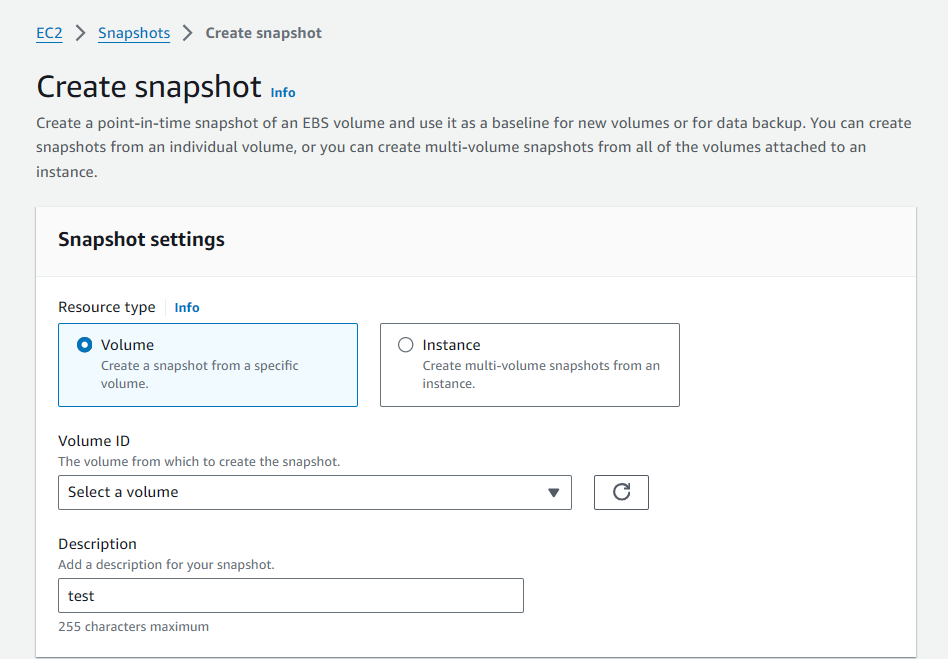 EC2 Snapshots Create snapshot
Create snapshot Info
Create a point-in-time snapshot of an EBS volume and use it as a baseline for new volumes or for data backup. You can create
snapshots from an individual volume, or you can create multi-volume snapshots from all of the volumes attached to an
instance.
Snapshot settings
Resource type Info
Volume
Create a snapshot from a specific
volume.
Instance
Create multi-volume snapshots from an
instance.
Volume ID
The volume from which to create the snapshot.
Select a volume
Description
Add a description for your snapshot.
test
255 characters maximum